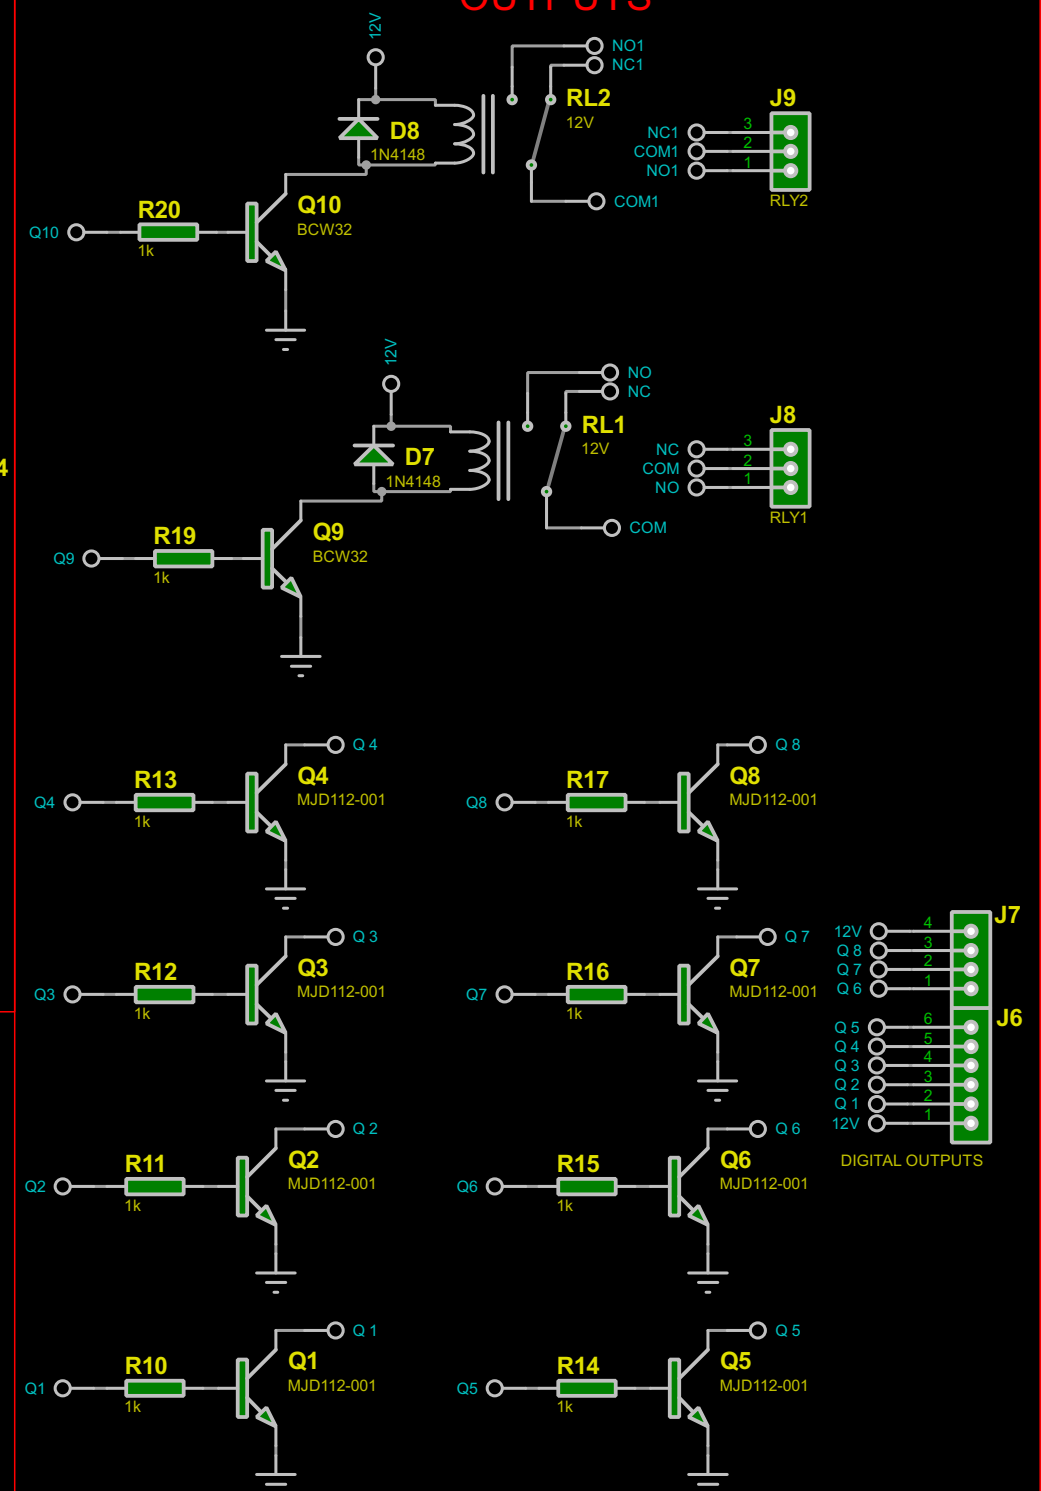 OUTPUTS
12V
NO1
NC1
RL2
12V
D8
1N4148
J9
NC1 3
COM1 2
NO1 1
RLY2
COM1
Q10
R20
1k
Q10
BCW32
12V
NO
NC
RL1
12V
D7
1N4148
J8
NC 3
COM 2
NO 1
RLY1
COM
4
Q9
R19
1k
Q9
BCW32
Q 4
Q4
R13
1k
Q4
MJD112-001
Q 8
Q8
R17
1k
Q8
MJD112-001
Q 3
Q3
R12
1k
Q3
MJD112-001
Q 7
Q7
R16
1k
Q7
MJD112-001
J7
12V 4
Q 8 3
Q 7 2
Q 6 1
J6
Q 5 6
Q 4 5
Q 3 4
Q 2 3
Q 1 2
12V 1
DIGITAL OUTPUTS
Q 2
Q2
R11
1k
Q2
MJD112-001
Q 6
Q6
R15
1k
Q6
MJD112-001
Q 1
Q1
R10
1k
Q1
MJD112-001
Q 5
Q5
R14
1k
Q5
MJD112-001